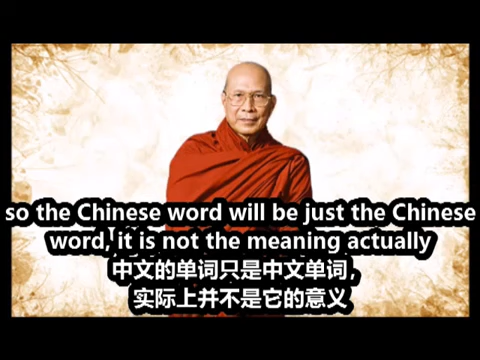 so the Chinese word will be just the Chinese
word, it is not the meaning actually
中文的单词只是中文单词，
实际上并不是它的意义